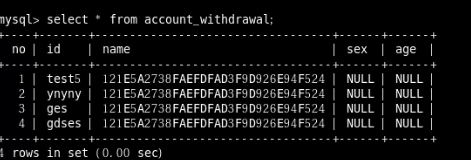 mysql> select * from account_withdrawal;
+----+-------+----------------------------------+------+------+
no | id | name | sex | age |
+----+-------+----------------------------------+------+------+
1 | test5 | 121E5A2738FAEFDFAD3F9D926E94F524 | NULL | NULL |
2 | ynyny | 121E5A2738FAEFDFAD3F9D926E94F524 | NULL | NULL |
3 | ges | 121E5A2738FAEFDFAD3F9D926E94F524 | NULL | NULL |
4 | gdses | 121E5A2738FAEFDFAD3F9D926E94F524 | NULL | NULL |
+----+-------+----------------------------------+------+------+
4 rows in set (0.00 sec)